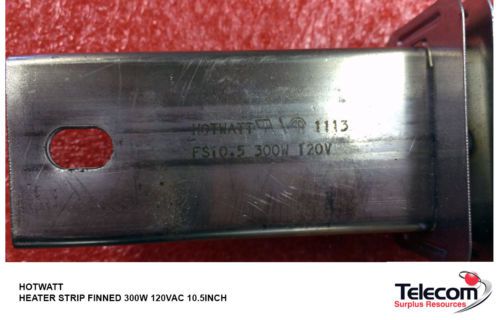 HOTWATT 1113
FS10.5 300W 120V
HOTWATT
HEATER STRIP FINNED 300W 120VAC 10.5INCH
Telecom
Surplus Resources